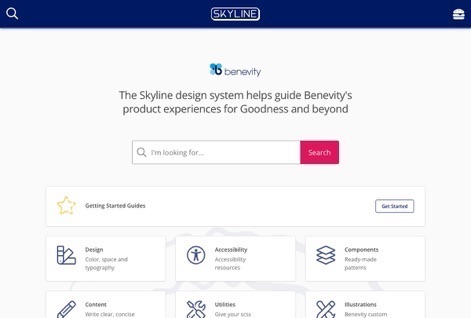 SKYLINE
benevity
The Skyline design system helps guide Benevity's
product experiences for Goodness and beyond
I'm looking for...
Search
Getting Started Guides
Get Started
Design
Color, space and
typography
Accessibility
Accessibility
resources
Components
Ready-made
patterns
Content
Write clear, concise
Utilities
Give your scss
Illustrations
Benevity custom